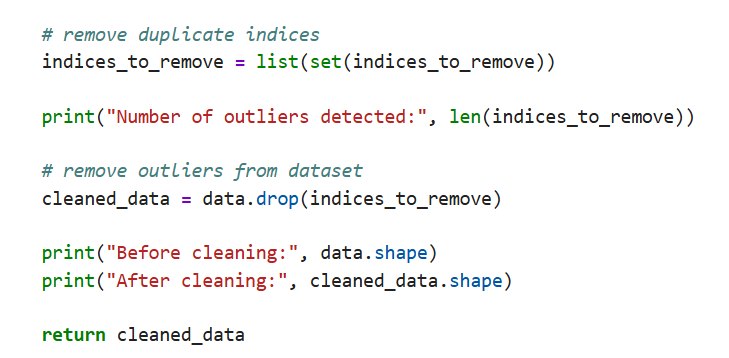 # remove duplicate indices
indices_to_remove = list(set(indices_to_remove))
print("Number of outliers detected:", len(indices_to_remove))
# remove outliers from dataset
cleaned_data = data.drop(indices_to_remove)
print("Before cleaning:", data.shape)
print("After cleaning:", cleaned_data.shape)
return cleaned_data